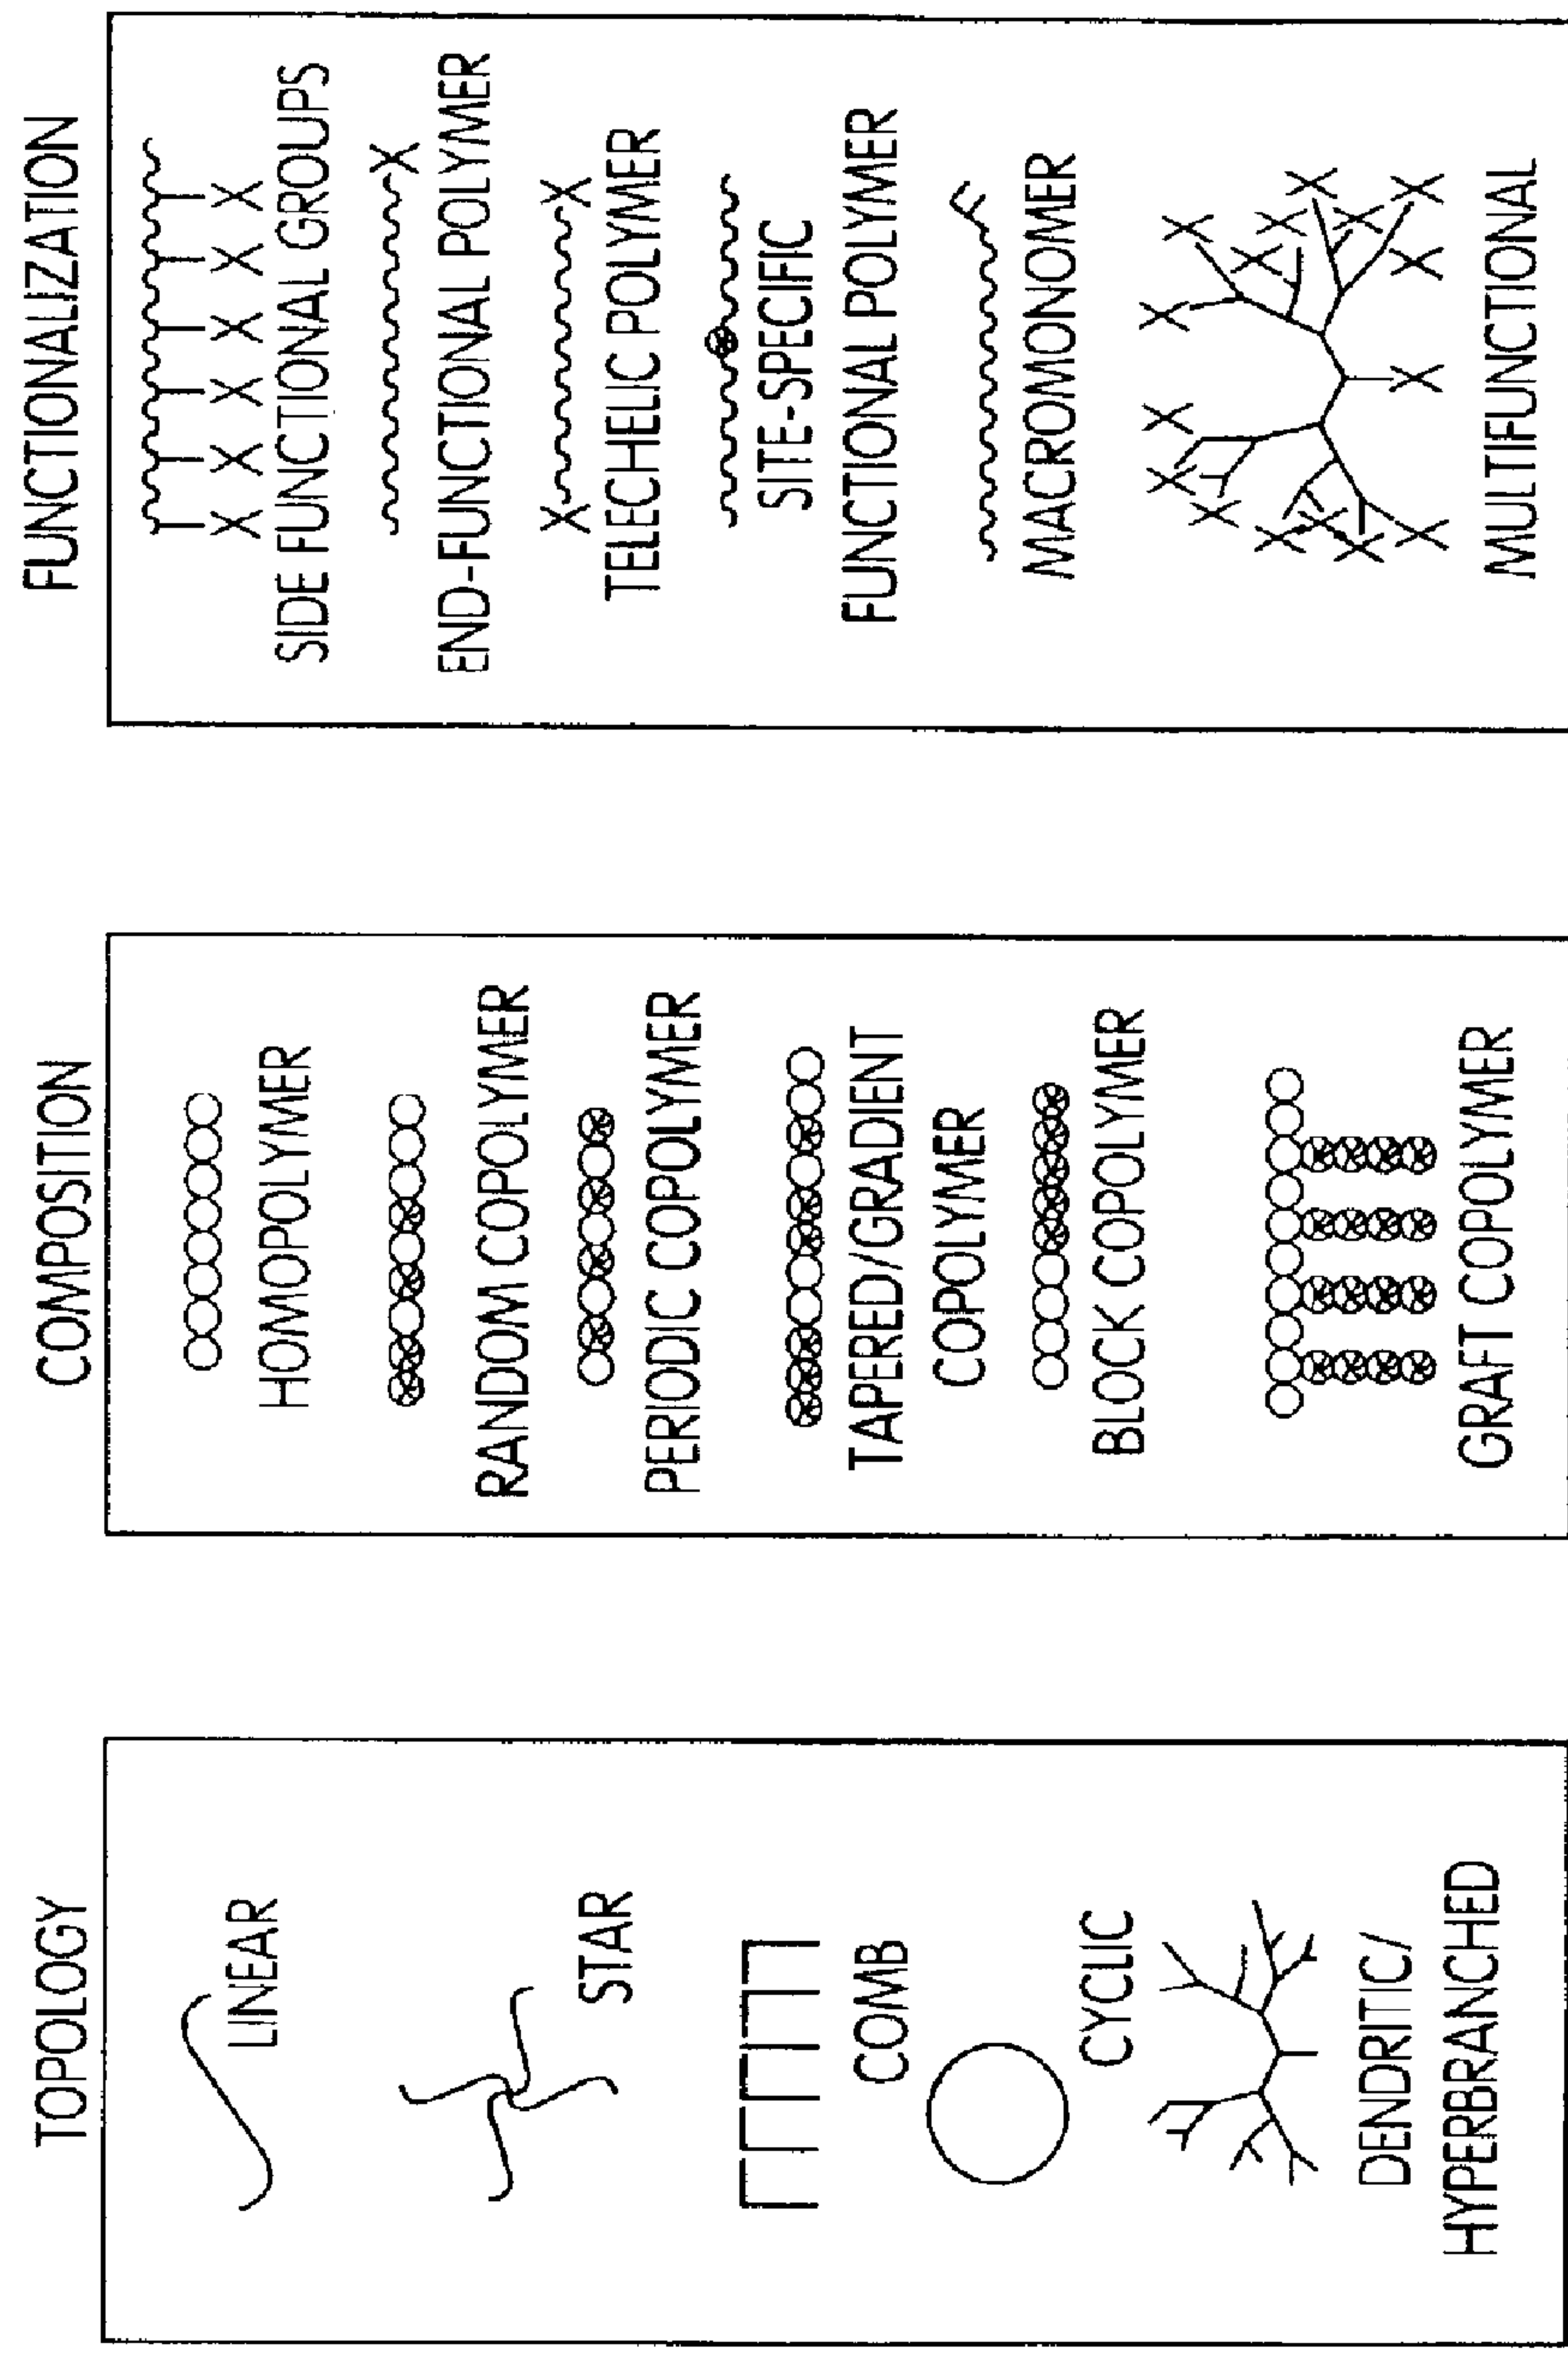 TOPOLOGY
LINEAR
STAR
COMB
CYCLIC
DENDRITIC/
HYPERBRANCHED
COMPOSITION
HOMOPOLYMER
RANDOM COPOLYMER
PERIODIC COPOLYMER
TAPERED/GRADIENT
COPOLYMER
BLOCK COPOLYMER
GRAFT COPOLYMER
FUNCTIONALIZATION
X X X X X X
SIDE FUNCTIONAL GROUPS
X
END-FUNCTIONAL POLYMER
X X
TELECHELIC POLYMER
SITE-SPECIFIC
FUNCTIONAL POLYMER
MACROMONOMER
X X X X X X X X X X X X X X X X
MULTIFUNCTIONAL